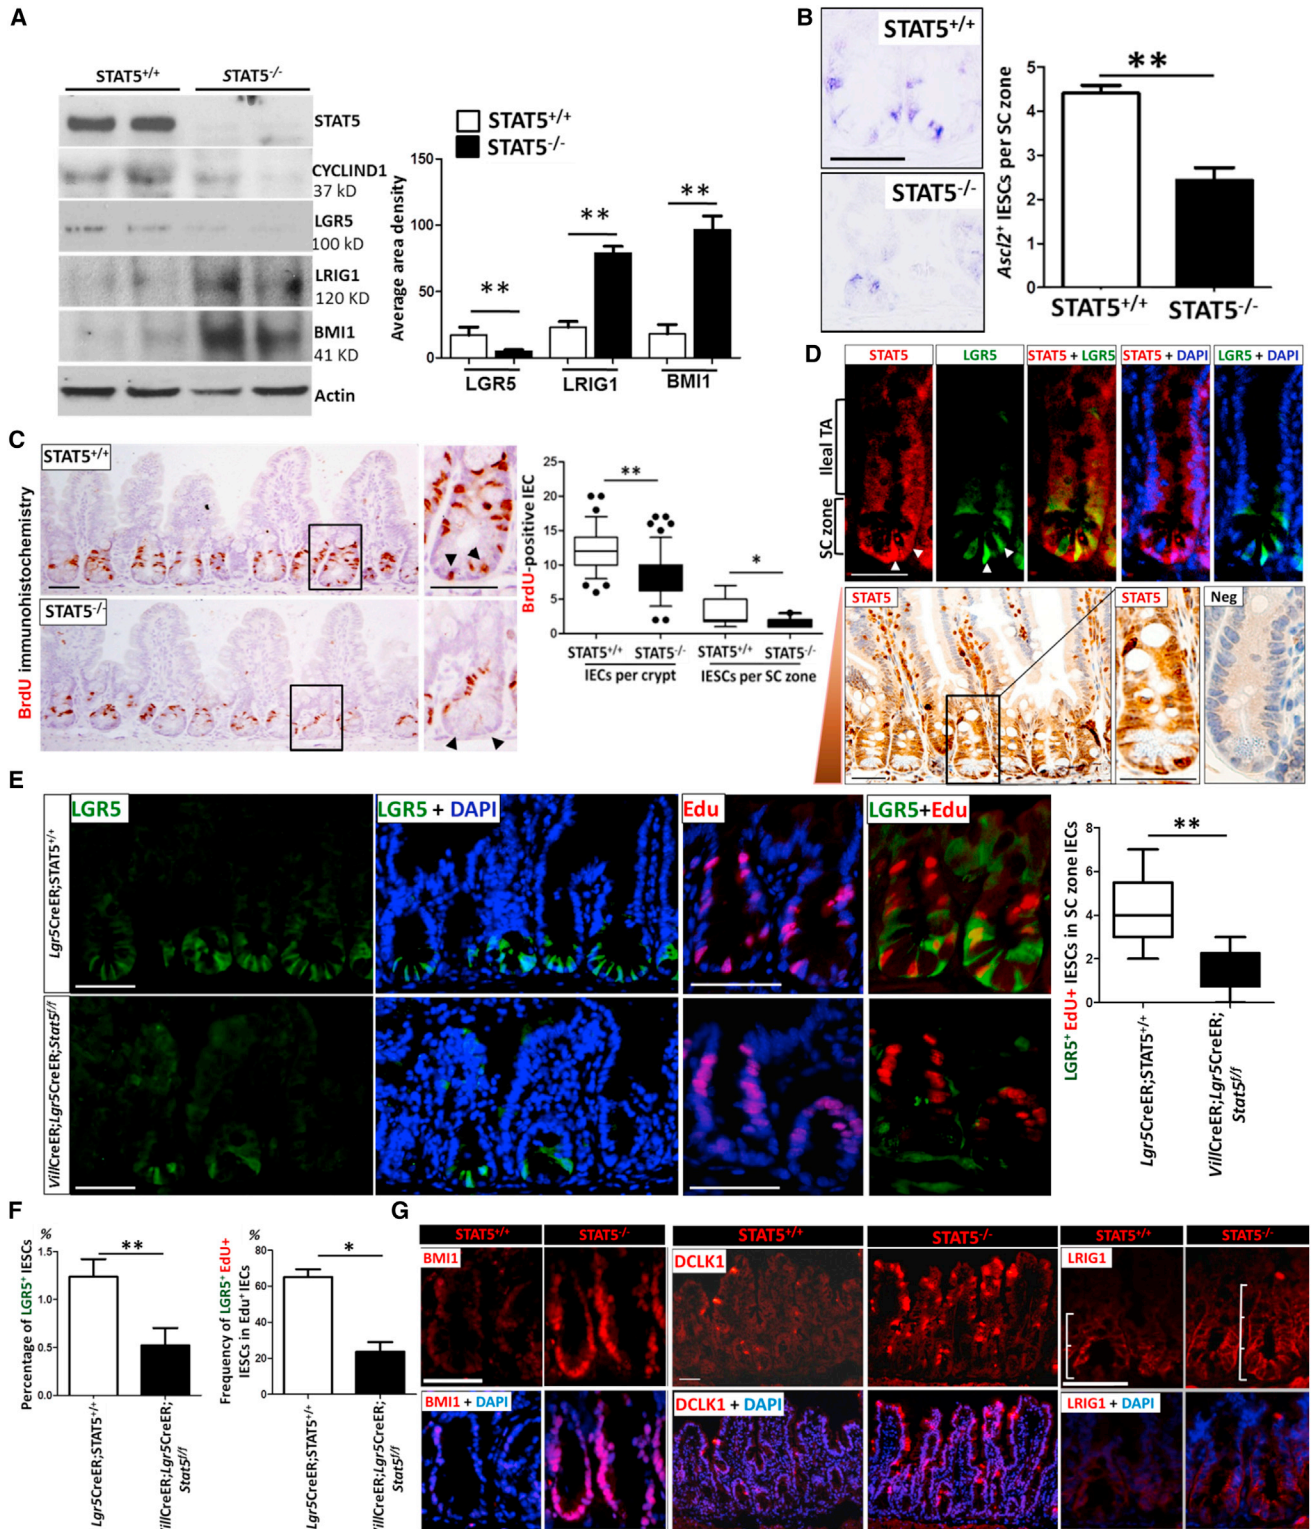 A
STAT5+/+
STAT5-/-
STAT5
CYCLIND1
37 kD
LGR5
100 kD
LRIG1
120 KD
BMI1
41 KD
Actin
STAT5+/+
STAT5-/-
Average area density
150
100
50
0
**
**
**
LGR5
LRIG1
BMI1
B
STAT5+/+
STAT5-/-
Ascl2+ IESCs per SC zone
5
4
3
2
1
0
**
STAT5+/+
STAT5-/-
C
BrdU immunohistochemistry
STAT5+/+
STAT5-/-
BrdU-positive IEC
25
20
15
10
5
0
**
*
STAT5+/+
STAT5-/-
STAT5+/+
STAT5-/-
IECs per crypt
IESCs per SC zone
D
STAT5
LGR5
STAT5 + LGR5
STAT5 + DAPI
LGR5 + DAPI
Ileal TA
SC zone
STAT5
STAT5
Neg
E
Lgr5CreER;STAT5+/+
VillCreER;Lgr5CreER;Stat5f/f
LGR5
LGR5 + DAPI
Edu
LGR5+Edu
LGR5+ EdU+ IESCs in SC zone IECs
8
6
4
2
0
**
Lgr5CreER;STAT5+/+
VillCreER;Lgr5CreER;
Stat5f/f
F
%
Percentage of LGR5+ IESCs
1.5
1.0
0.5
0.0
**
Lgr5CreER;STAT5+/+
VillCreER;Lgr5CreER;
Stat5f/f
%
Frequency of LGR5+ EdU+
IESCs in Edu+ IECs
80
60
40
20
0
*
Lgr5CreER;STAT5+/+
VillCreER;Lgr5CreER;
Stat5f/f
G
STAT5+/+
STAT5-/-
STAT5+/+
STAT5-/-
STAT5+/+
STAT5-/-
BMI1
DCLK1
LRIG1
BMI1 + DAPI
DCLK1 + DAPI
LRIG1 + DAPI